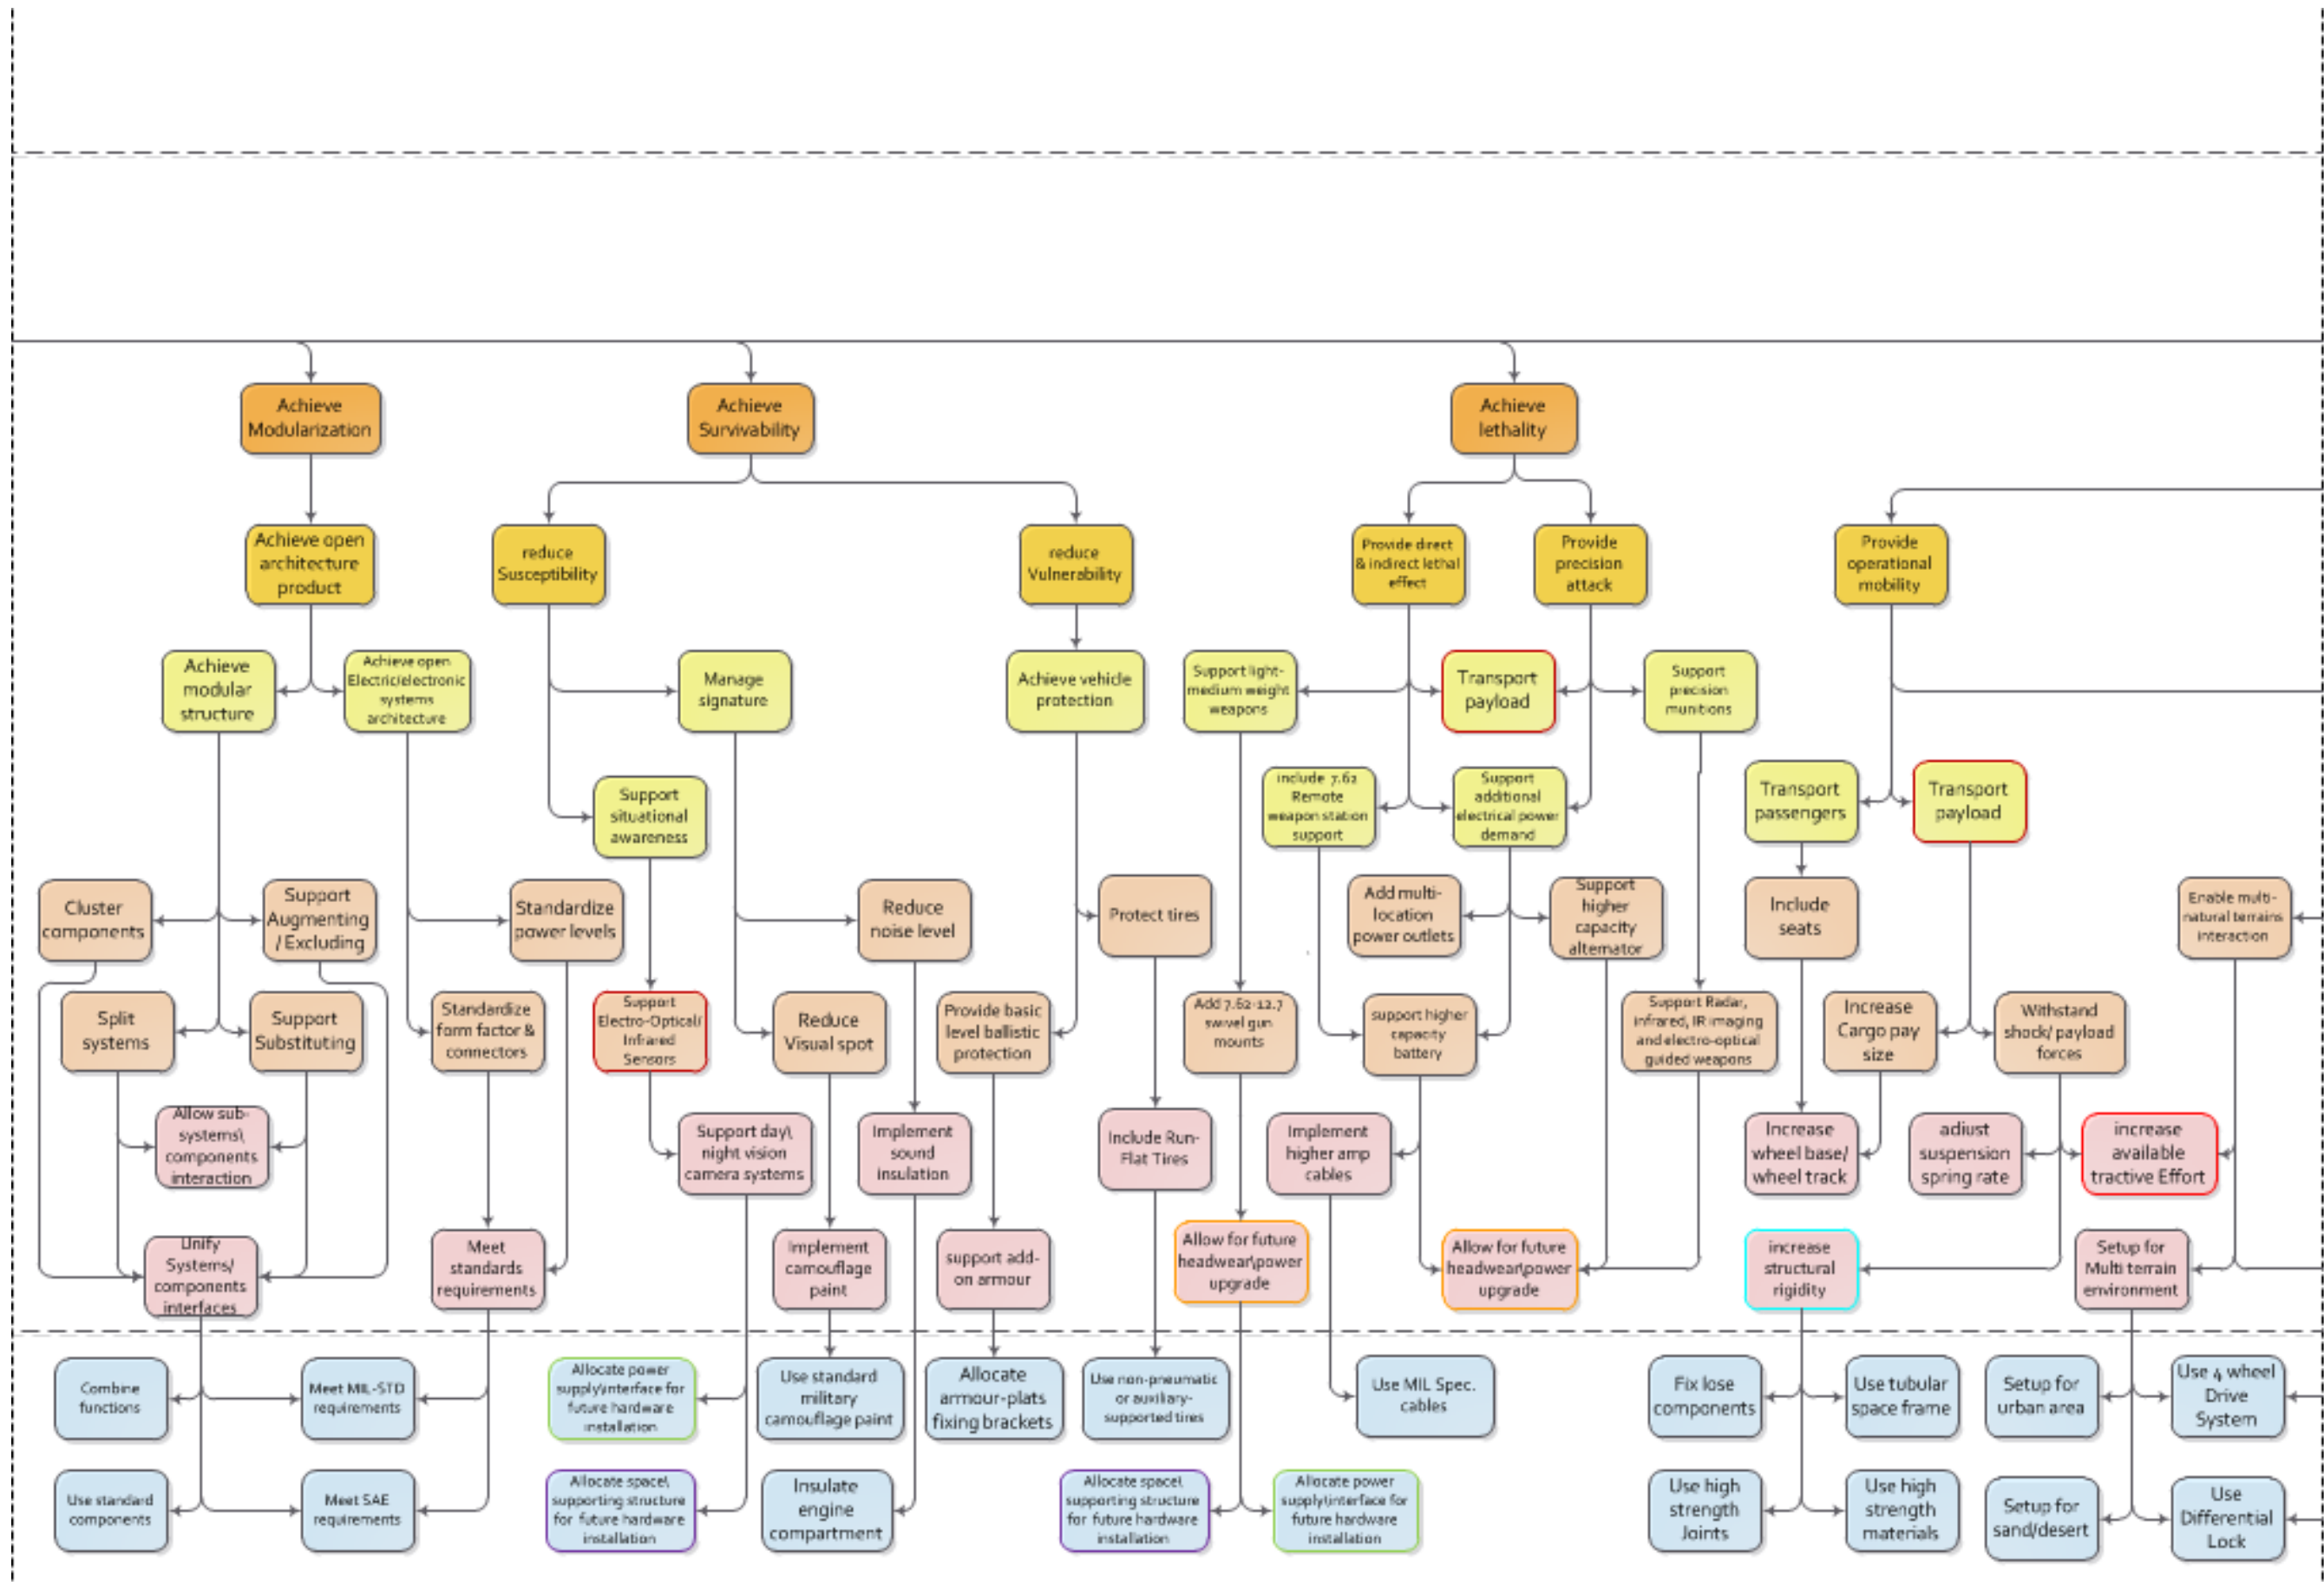 Achieve
Modularization
Achieve
Survivability
Achieve
lethality
Achieve open
architecture
product
reduce
Susceptibility
reduce
Vulnerability
Provide direct
& indirect lethal
effect
Provide
precision
attack
Provide
operational
mobility
Achieve
modular
structure
Achieve open
Electric/electronic
systems
architecture
Manage
signature
Achieve vehicle
protection
Support light-
medium weight
weapons
Transport
payload
Support
precision
munitions
Support
situational
awareness
include 7.62
Remote
weapon station
support
Support
additional
electrical power
demand
Transport
passengers
Transport
payload
Cluster
components
Support
Augmenting
/ Excluding
Standardize
power levels
Reduce
noise level
Protect tires
Add multi-
location
power outlets
Support
higher
capacity
alternator
Include
seats
Enable multi-
natural terrains
interaction
Split
systems
Support
Substituting
Standardize
form factor &
connectors
Support
Electro-Optical/
Infrared
Sensors
Reduce
Visual spot
Provide basic
level ballistic
protection
Add 7.62-12.7
swivel gun
mounts
support higher
capacity
battery
Support Radar,
infrared, IR imaging
and electro-optical
guided weapons
Increase
Cargo pay
size
Withstand
shock/ payload
forces
Allow sub-
systems\
components
interaction
Support day\
night vision
camera systems
Implement
sound
insulation
Include Run-
Flat Tires
Implement
higher amp
cables
Increase
wheel base/
wheel track
adjust
suspension
spring rate
increase
available
tractive Effort
Unify
Systems/
components
interfaces
Meet
standards
requirements
Implement
camouflage
paint
support add-
on armour
Allow for future
headwear\power
upgrade
Allow for future
headwear\power
upgrade
increase
structural
rigidity
Setup for
Multi terrain
environment
Combine
functions
Meet MIL-STD
requirements
Allocate power
supply\interface for
future hardware
installation
Use standard
military
camouflage paint
Allocate
armour-plats
fixing brackets
Use non-pneumatic
or auxiliary-
supported tires
Use MIL Spec.
cables
Fix lose
components
Use tubular
space frame
Setup for
urban area
Use 4 wheel
Drive
System
Use standard
components
Meet SAE
requirements
Allocate space\
supporting structure
for future hardware
installation
Insulate
engine
compartment
Allocate space\
supporting structure
for future hardware
installation
Allocate power
supply\interface for
future hardware
installation
Use high
strength
Joints
Use high
strength
materials
Setup for
sand/desert
Use
Differential
Lock